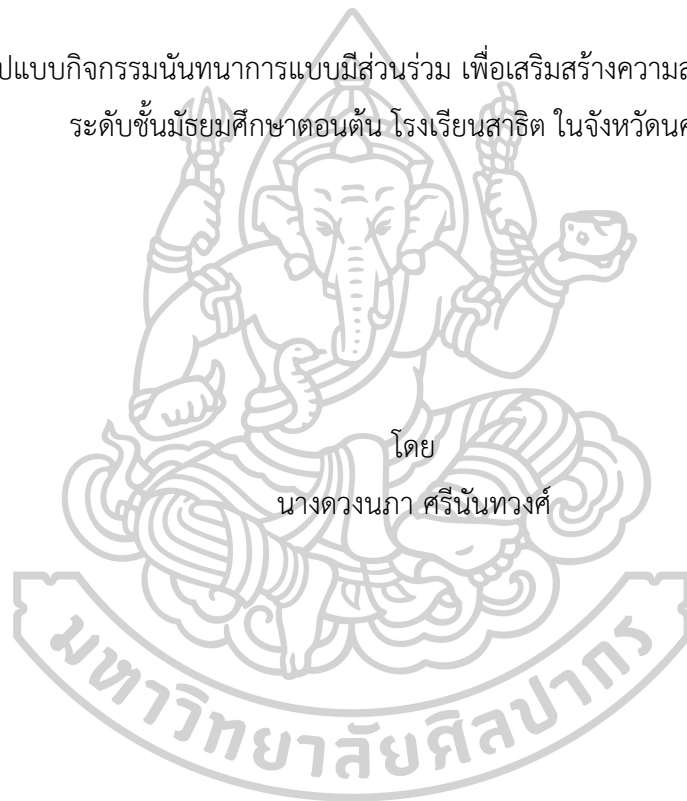 ปแบบกิจกรรมนันทนาการแบบมีส่วนร่วม เพื่อเสริมสร้างความส
ระดับชั้นมัธยมศึกษาตอนต้น โรงเรียนสาธิต ในจังหวัดนค
โดย
นางดวงนภา ศรีนันทวงศ์
มหาวิทยาลัยศิลปากร